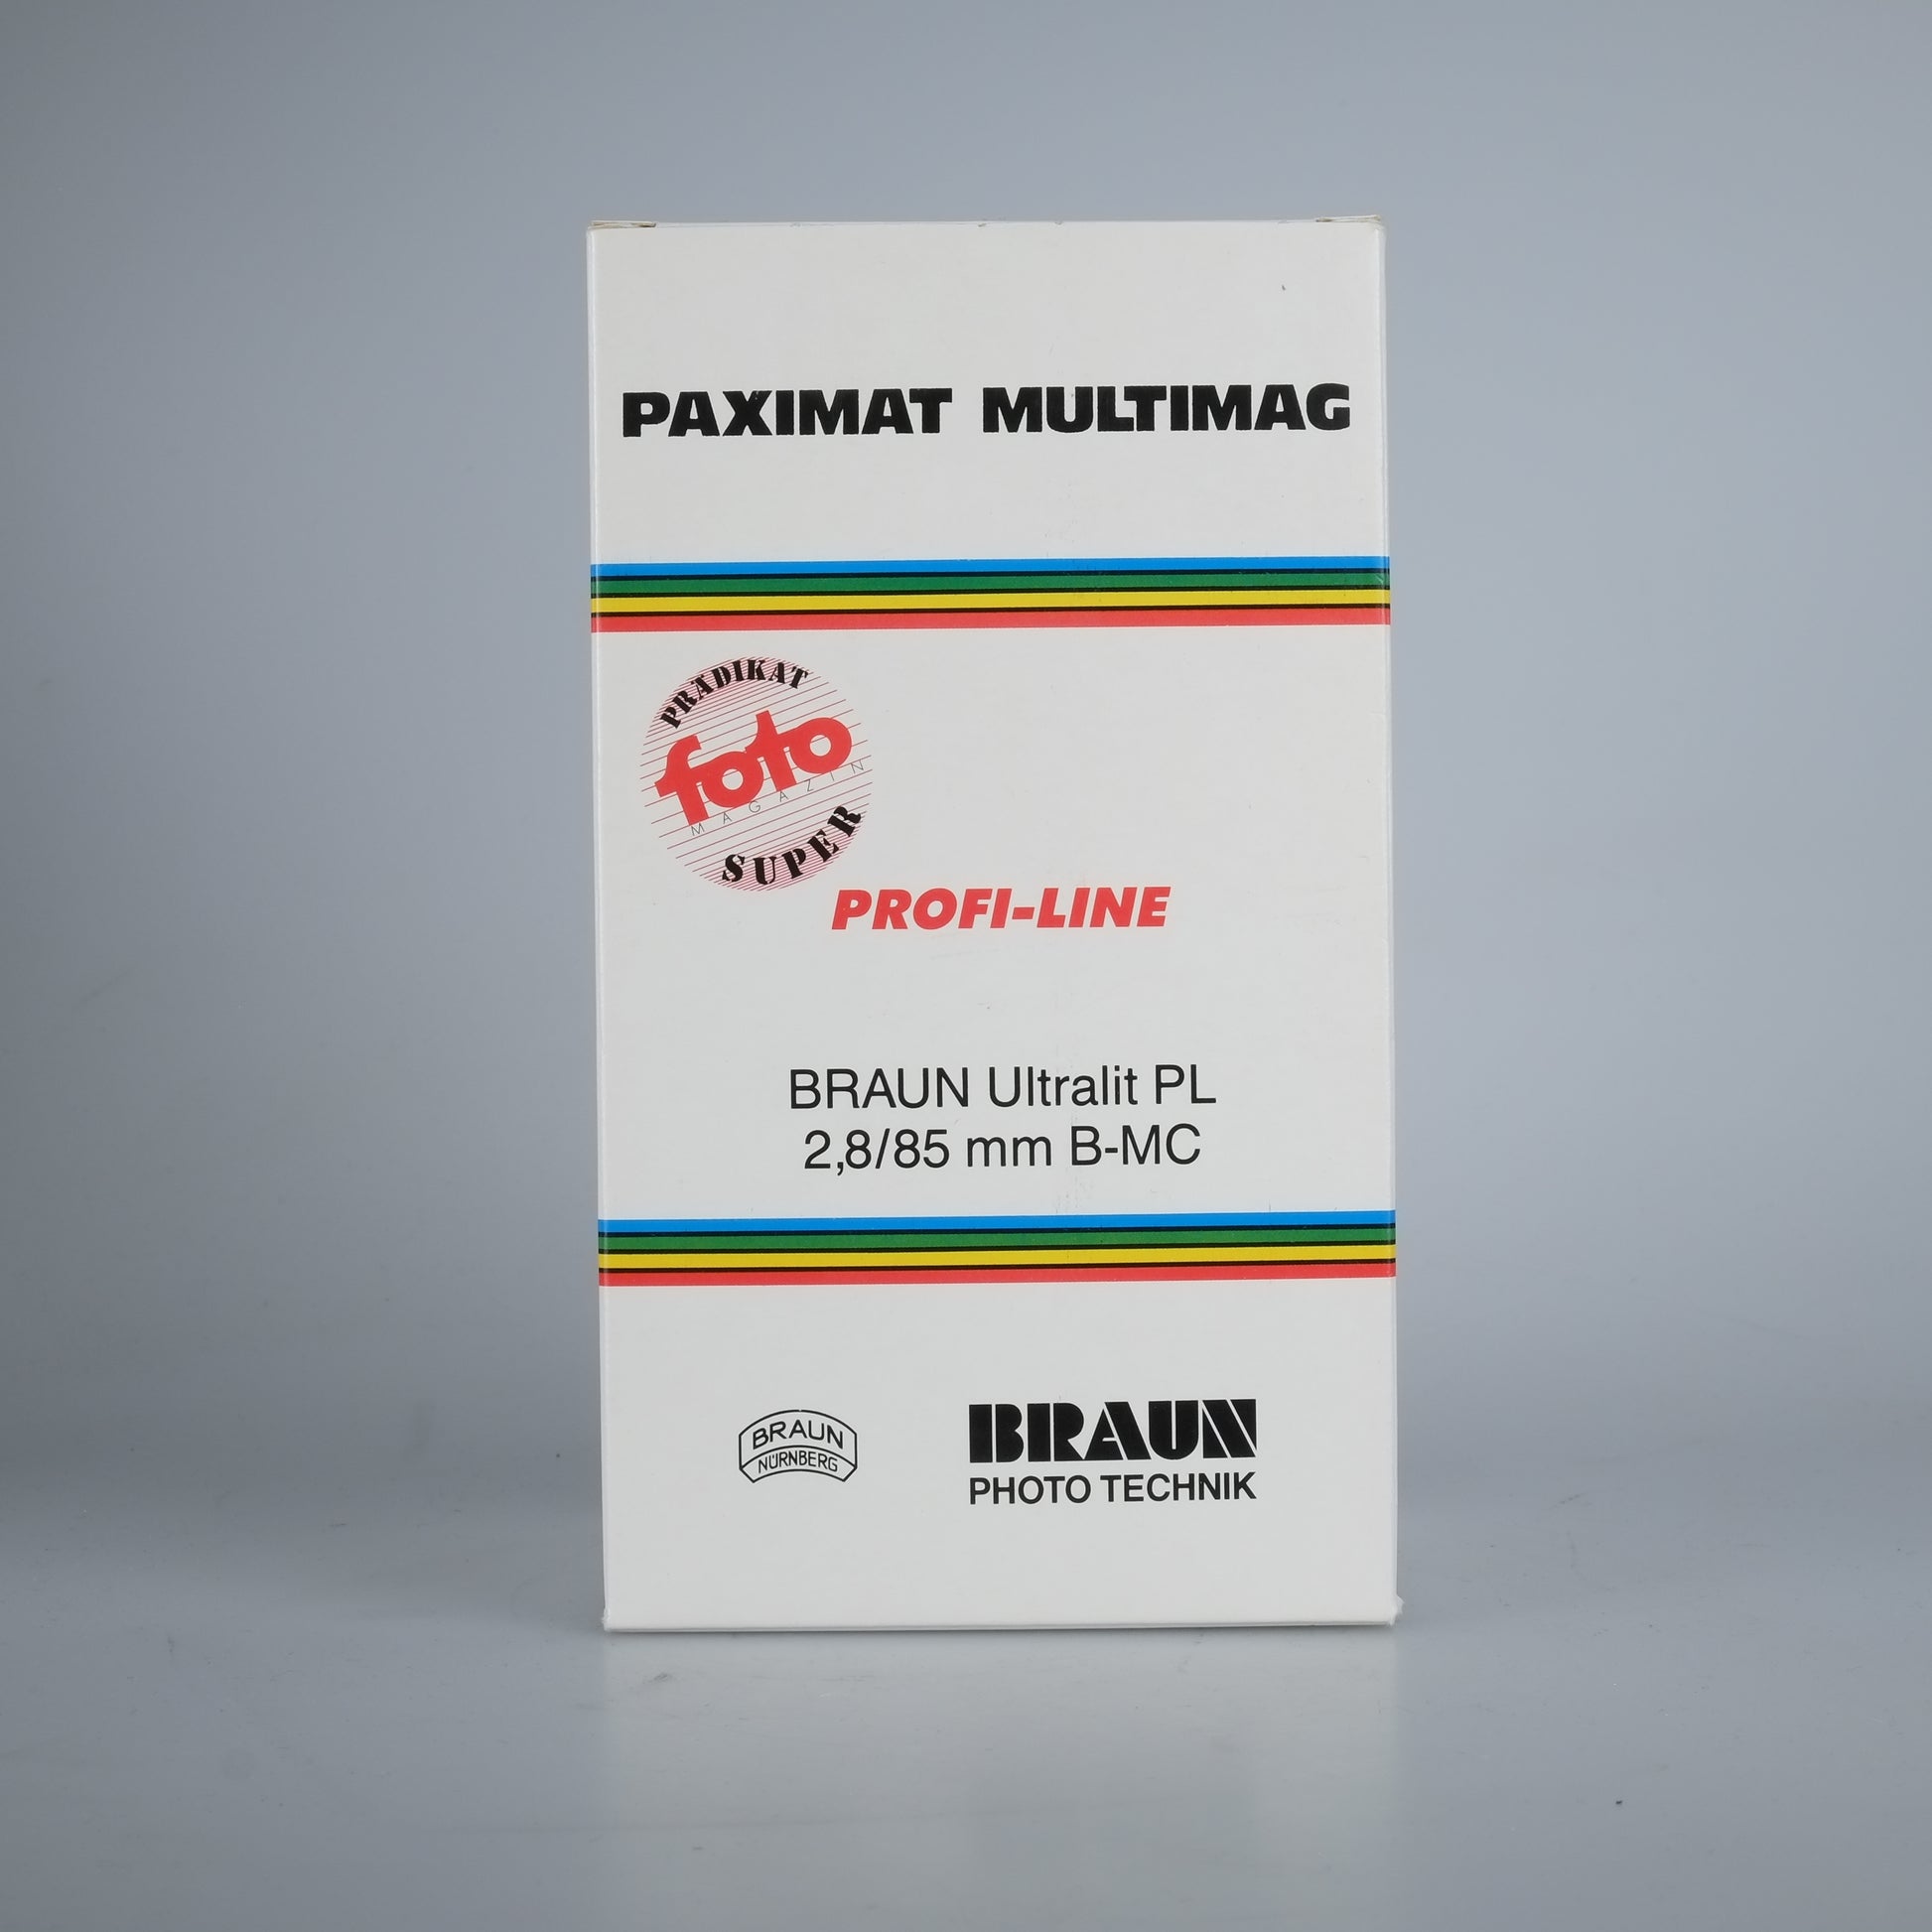 PAXIMAT MULTIMAG
PRÄDIKAT
foto
MAGAZIN
SUPER
PROFI-LINE
BRAUN Ultralit PL
2,8/85 mm B-MC
BRAUN
NÜRNBERG
BRAUN
PHOTO TECHNIK